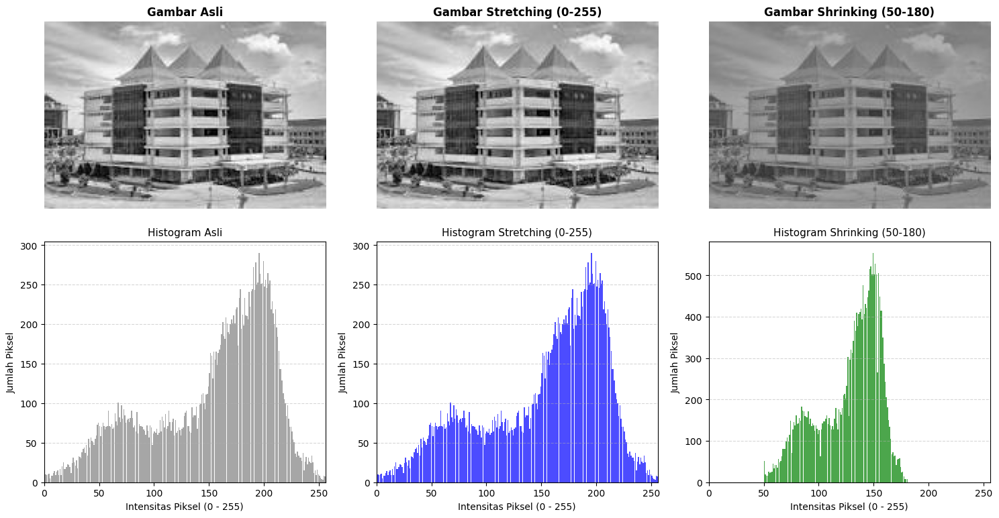 Gambar Asli
Gambar Stretching (0-255)
Gambar Shrinking (50-180)
Histogram Asli
Histogram Stretching (0-255)
Histogram Shrinking (50-180)
Jumlah Piksel
300
250
200
150
100
50
0
0 50 100 150 200 250
Intensitas Piksel (0 - 255)
Jumlah Piksel
300
250
200
150
100
50
0
0 50 100 150 200 250
Intensitas Piksel (0 - 255)
Jumlah Piksel
500
400
300
200
100
0
0 50 100 150 200 250
Intensitas Piksel (0 - 255)